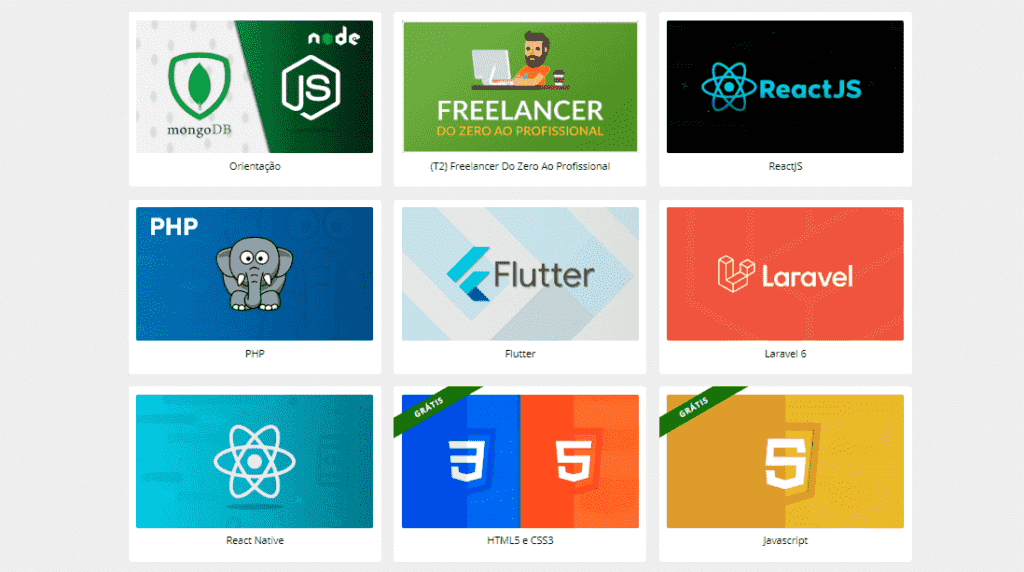 node
JS
mongoDB
Orientação
FREELANCER
DO ZERO AO PROFISSIONAL
(T2) Freelancer Do Zero Ao Profissional
ReactJS
ReactJS
PHP
PHP
Flutter
Flutter
Laravel
Laravel 6
React Native
GRÁTIS
3
5
HTML5 e CSS3
GRÁTIS
5
Javascript